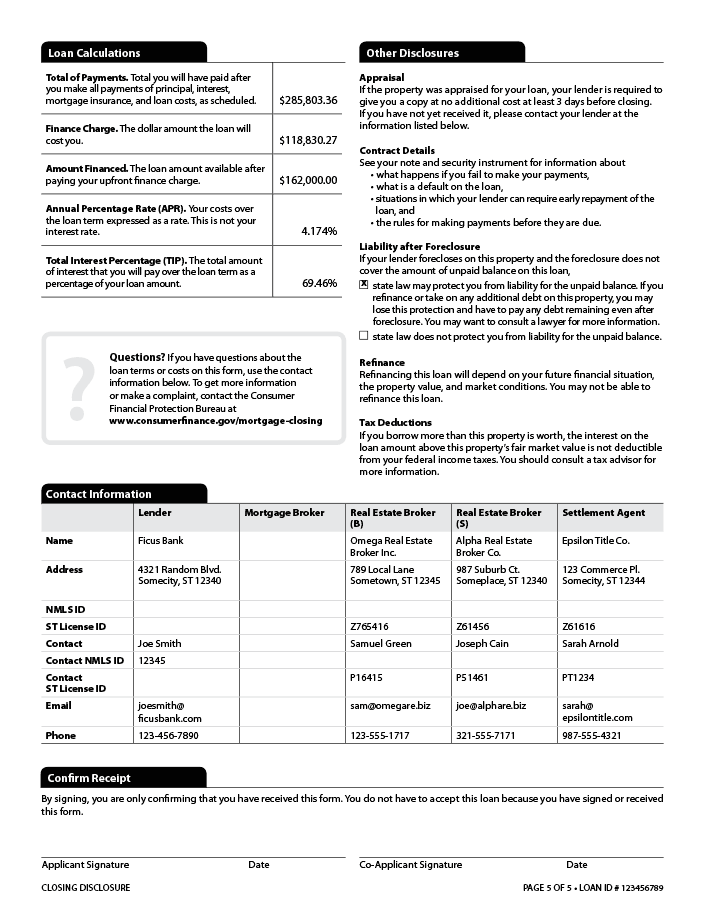 Loan Calculations
Total of Payments. Total you will have paid after
you make all payments of principal, interest,
mortgage insurance, and loan costs, as scheduled.
$285,803.36
Finance Charge. The dollar amount the loan will
cost you.
$118,830.27
Amount Financed. The loan amount available after
paying your upfront finance charge.
$162,000.00
Annual Percentage Rate (APR). Your costs over
the loan term expressed as a rate. This is not your
interest rate.
4.174%
Total Interest Percentage (TIP). The total amount
of interest that you will pay over the loan term as a
percentage of your loan amount.
69.46%
?
Questions? If you have questions about the
loan terms or costs on this form, use the contact
information below. To get more information
or make a complaint, contact the Consumer
Financial Protection Bureau at
www.consumerfinance.gov/mortgage-closing
Other Disclosures
Appraisal
If the property was appraised for your loan, your lender is required to
give you a copy at no additional cost at least 3 days before closing.
If you have not yet received it, please contact your lender at the
information listed below.
Contract Details
See your note and security instrument for information about
• what happens if you fail to make your payments,
• what is a default on the loan,
• situations in which your lender can require early repayment of the
loan, and
• the rules for making payments before they are due.
Liability after Foreclosure
If your lender forecloses on this property and the foreclosure does not
cover the amount of unpaid balance on this loan,
☒ state law may protect you from liability for the unpaid balance. If you
refinance or take on any additional debt on this property, you may
lose this protection and have to pay any debt remaining even after
foreclosure. You may want to consult a lawyer for more information.
☐ state law does not protect you from liability for the unpaid balance.
Refinance
Refinancing this loan will depend on your future financial situation,
the property value, and market conditions. You may not be able to
refinance this loan.
Tax Deductions
If you borrow more than this property is worth, the interest on the
loan amount above this property's fair market value is not deductible
from your federal income taxes. You should consult a tax advisor for
more information.
Contact Information
Lender Mortgage Broker Real Estate Broker (B) Real Estate Broker (S) Settlement Agent
Name Ficus Bank Omega Real Estate Broker Inc. Alpha Real Estate Broker Co. Epsilon Title Co.
Address 4321 Random Blvd. Somecity, ST 12340 789 Local Lane Sometown, ST 12345 987 Suburb Ct. Someplace, ST 12340 123 Commerce Pl. Somecity, ST 12344
NMLS ID
ST License ID Z765416 Z61456 Z61616
Contact Joe Smith Samuel Green Joseph Cain Sarah Arnold
Contact NMLS ID 12345
Contact ST License ID P16415 P51461 PT1234
Email joesmith@ficusbank.com sam@omegare.biz joe@alphare.biz sarah@epsilontitle.com
Phone 123-456-7890 123-555-1717 321-555-7171 987-555-4321
Confirm Receipt
By signing, you are only confirming that you have received this form. You do not have to accept this loan because you have signed or received
this form.
Applicant Signature Date Co-Applicant Signature Date
CLOSING DISCLOSURE PAGE 5 OF 5 • LOAN ID # 123456789